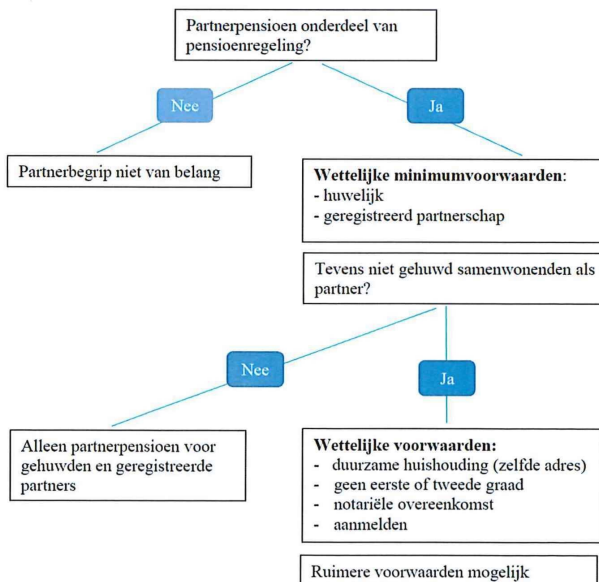 Partnerpensioen onderdeel van
pensioenregeling?
Nee
Ja
Partnerbegrip niet van belang
Wettelijke minimumvoorwaarden:
- huwelijk
- geregistreerd partnerschap
Tevens niet gehuwd samenwonenden als
partner?
Nee
Ja
Alleen partnerpensioen voor
gehuwden en geregistreerde
partners
Wettelijke voorwaarden:
- duurzame huishouding (zelfde adres)
- geen eerste of tweede graad
- notariële overeenkomst
- aanmelden
Ruimere voorwaarden mogelijk